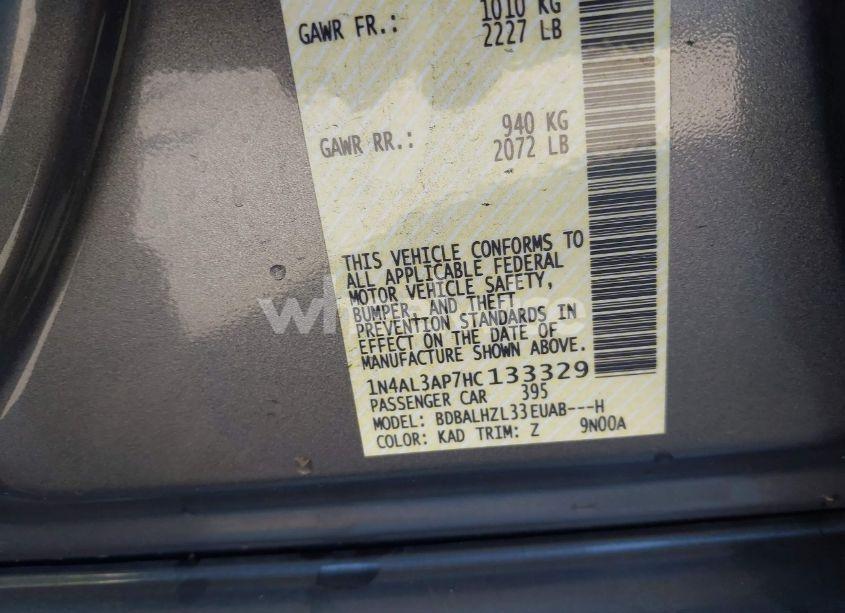 GAWR FR.: 1010 KG
2227 LB
GAWR RR.: 940 KG
2072 LB
THIS VEHICLE CONFORMS TO
ALL APPLICABLE FEDERAL
MOTOR VEHICLE SAFETY,
BUMPER, AND THEFT
PREVENTION STANDARDS IN
EFFECT ON THE DATE OF
MANUFACTURE SHOWN ABOVE.
1N4AL3AP7HC133329
PASSENGER CAR 395
MODEL: BDBALHZL33EUAB---H
COLOR: KAD TRIM: Z 9N00A